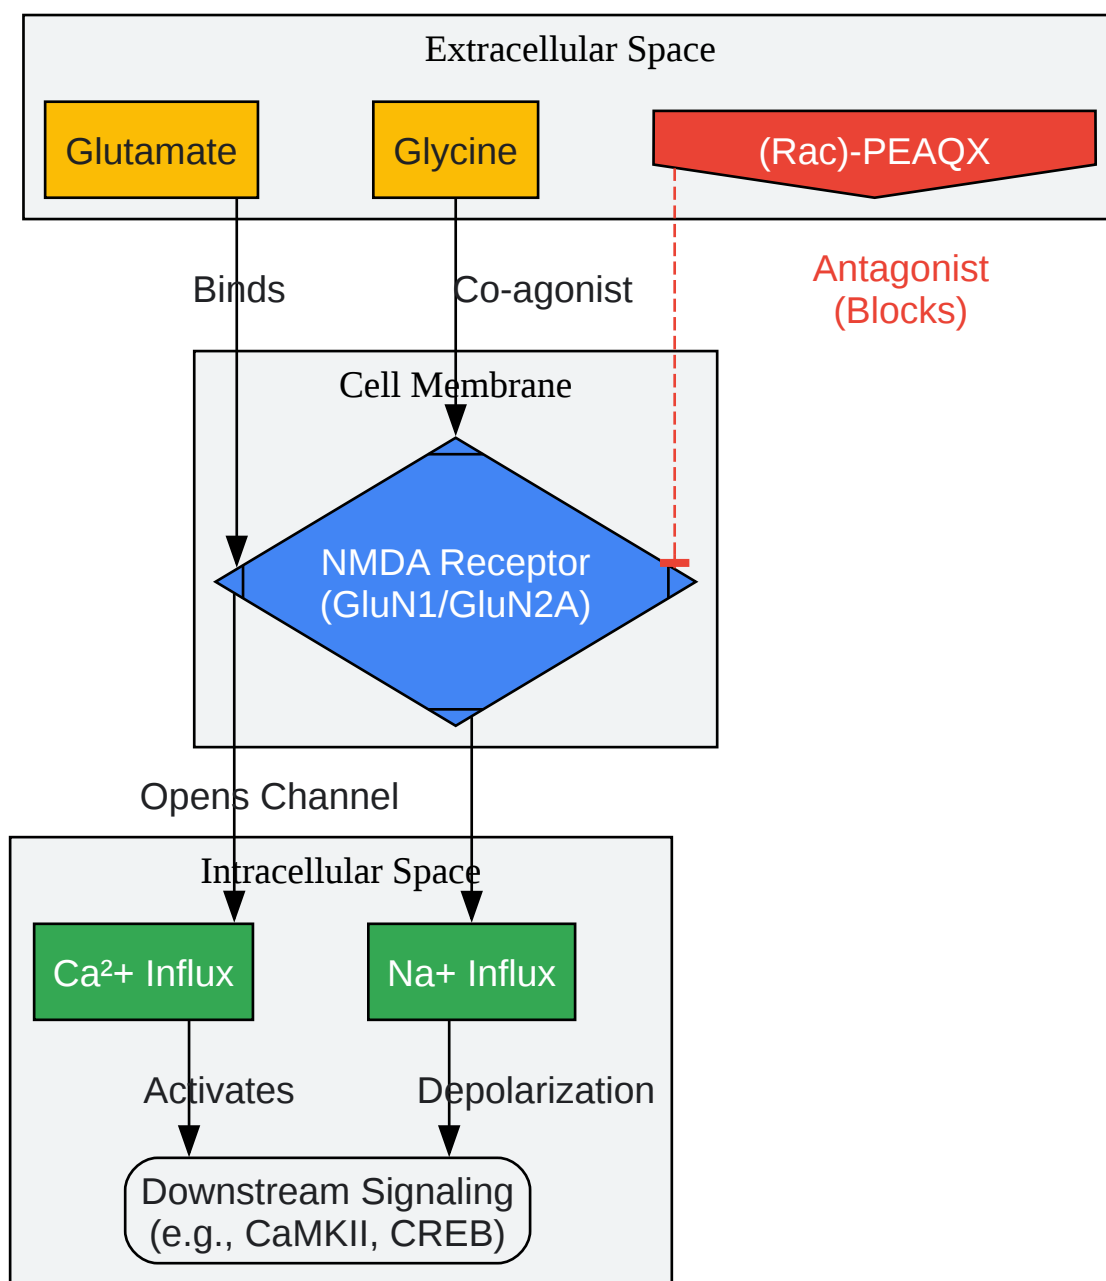 Extracellular Space
Glutamate
Glycine
(Rac)-PEAQX
Binds
Co-agonist
Antagonist
(Blocks)
Cell Membrane
NMDA Receptor
(GluN1/GluN2A)
Opens Channel
Intracellular Space
Ca²+ Influx
Na+ Influx
Activates
Depolarization
Downstream Signaling
(e.g., CaMKII, CREB)